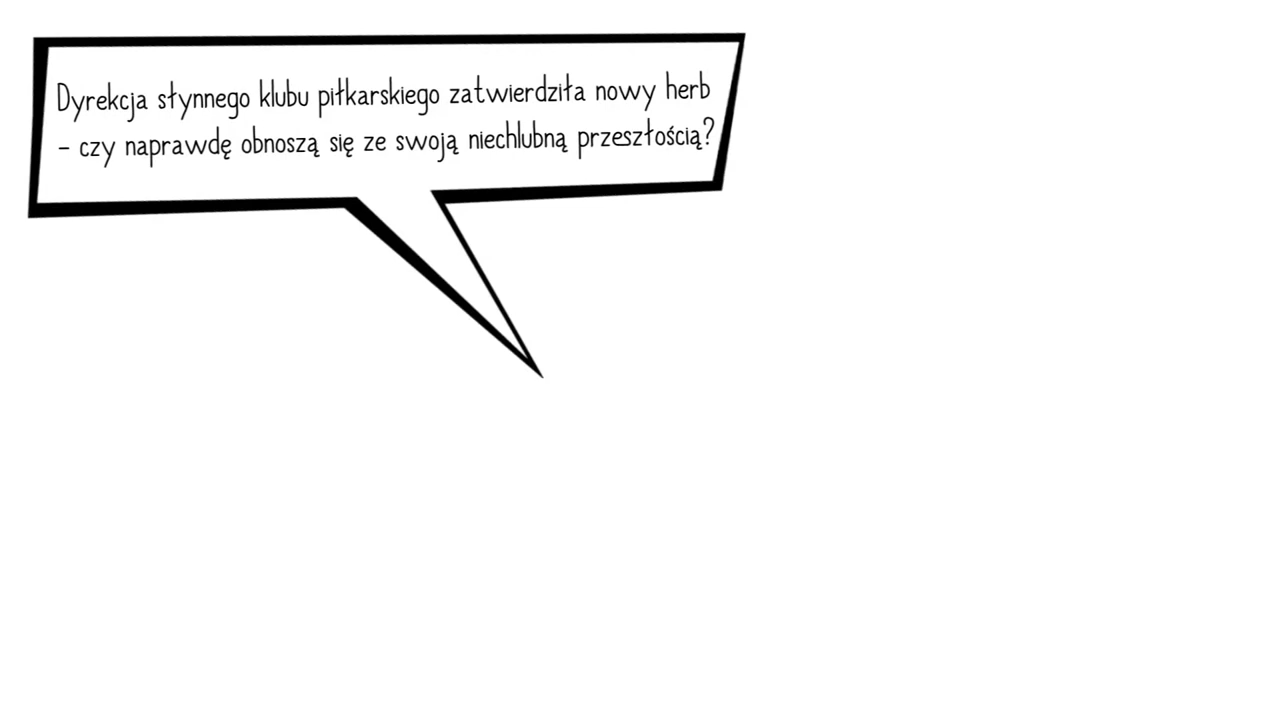 Dyrekcja słynnego klubu piłkarskiego zatwierdziła nowy herb
– czy naprawdę obnoszą się ze swoją niechlubną przeszłością?